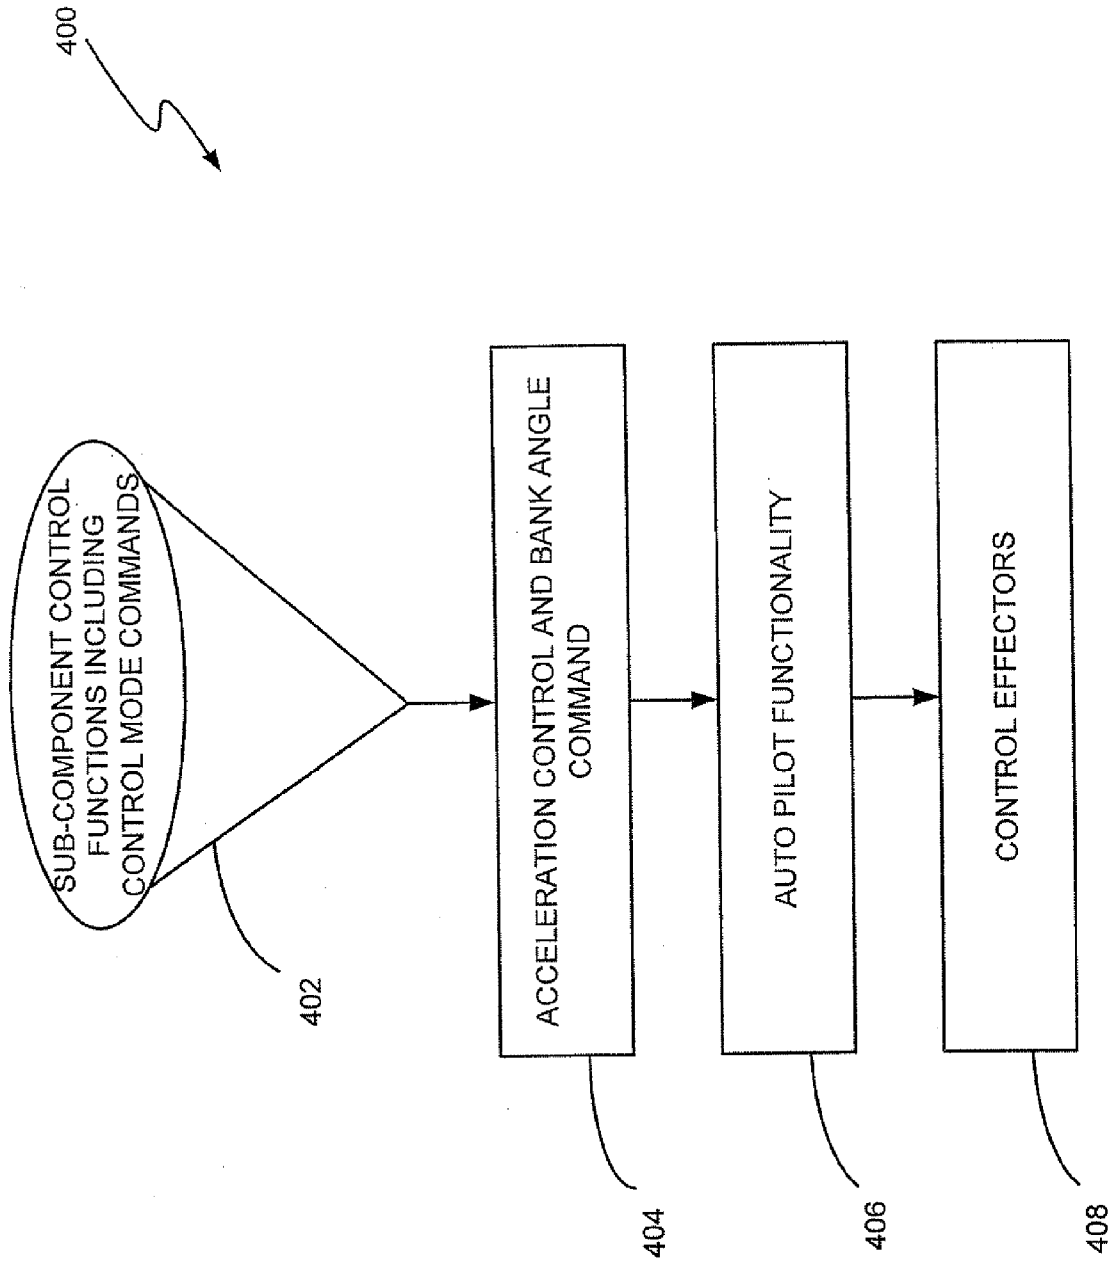 400
SUB-COMPONENT CONTROL
FUNCTIONS INCLUDING
CONTROL MODE COMMANDS
402
ACCELERATION CONTROL AND BANK ANGLE
COMMAND
404
AUTO PILOT FUNCTIONALITY
406
CONTROL EFFECTORS
408